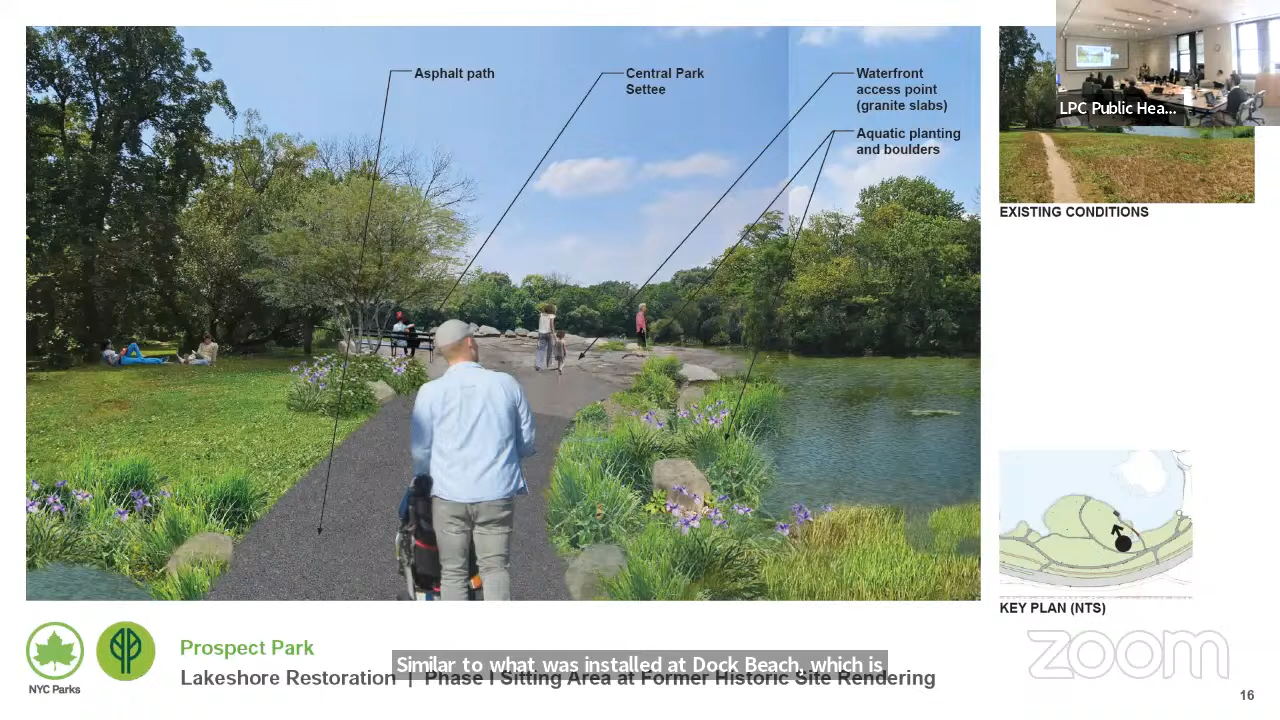 Asphalt path
Central Park
Settee
Waterfront
access point
(granite slabs)
Aquatic planting
and boulders
LPC Public Hea...
EXISTING CONDITIONS
KEY PLAN (NTS)
NYC Parks
Prospect Park
Lakeshore Restoration | Phase I Sitting Area at Former Historic Site Rendering
Similar to what was installed at Dock Beach, which is
zoom
16